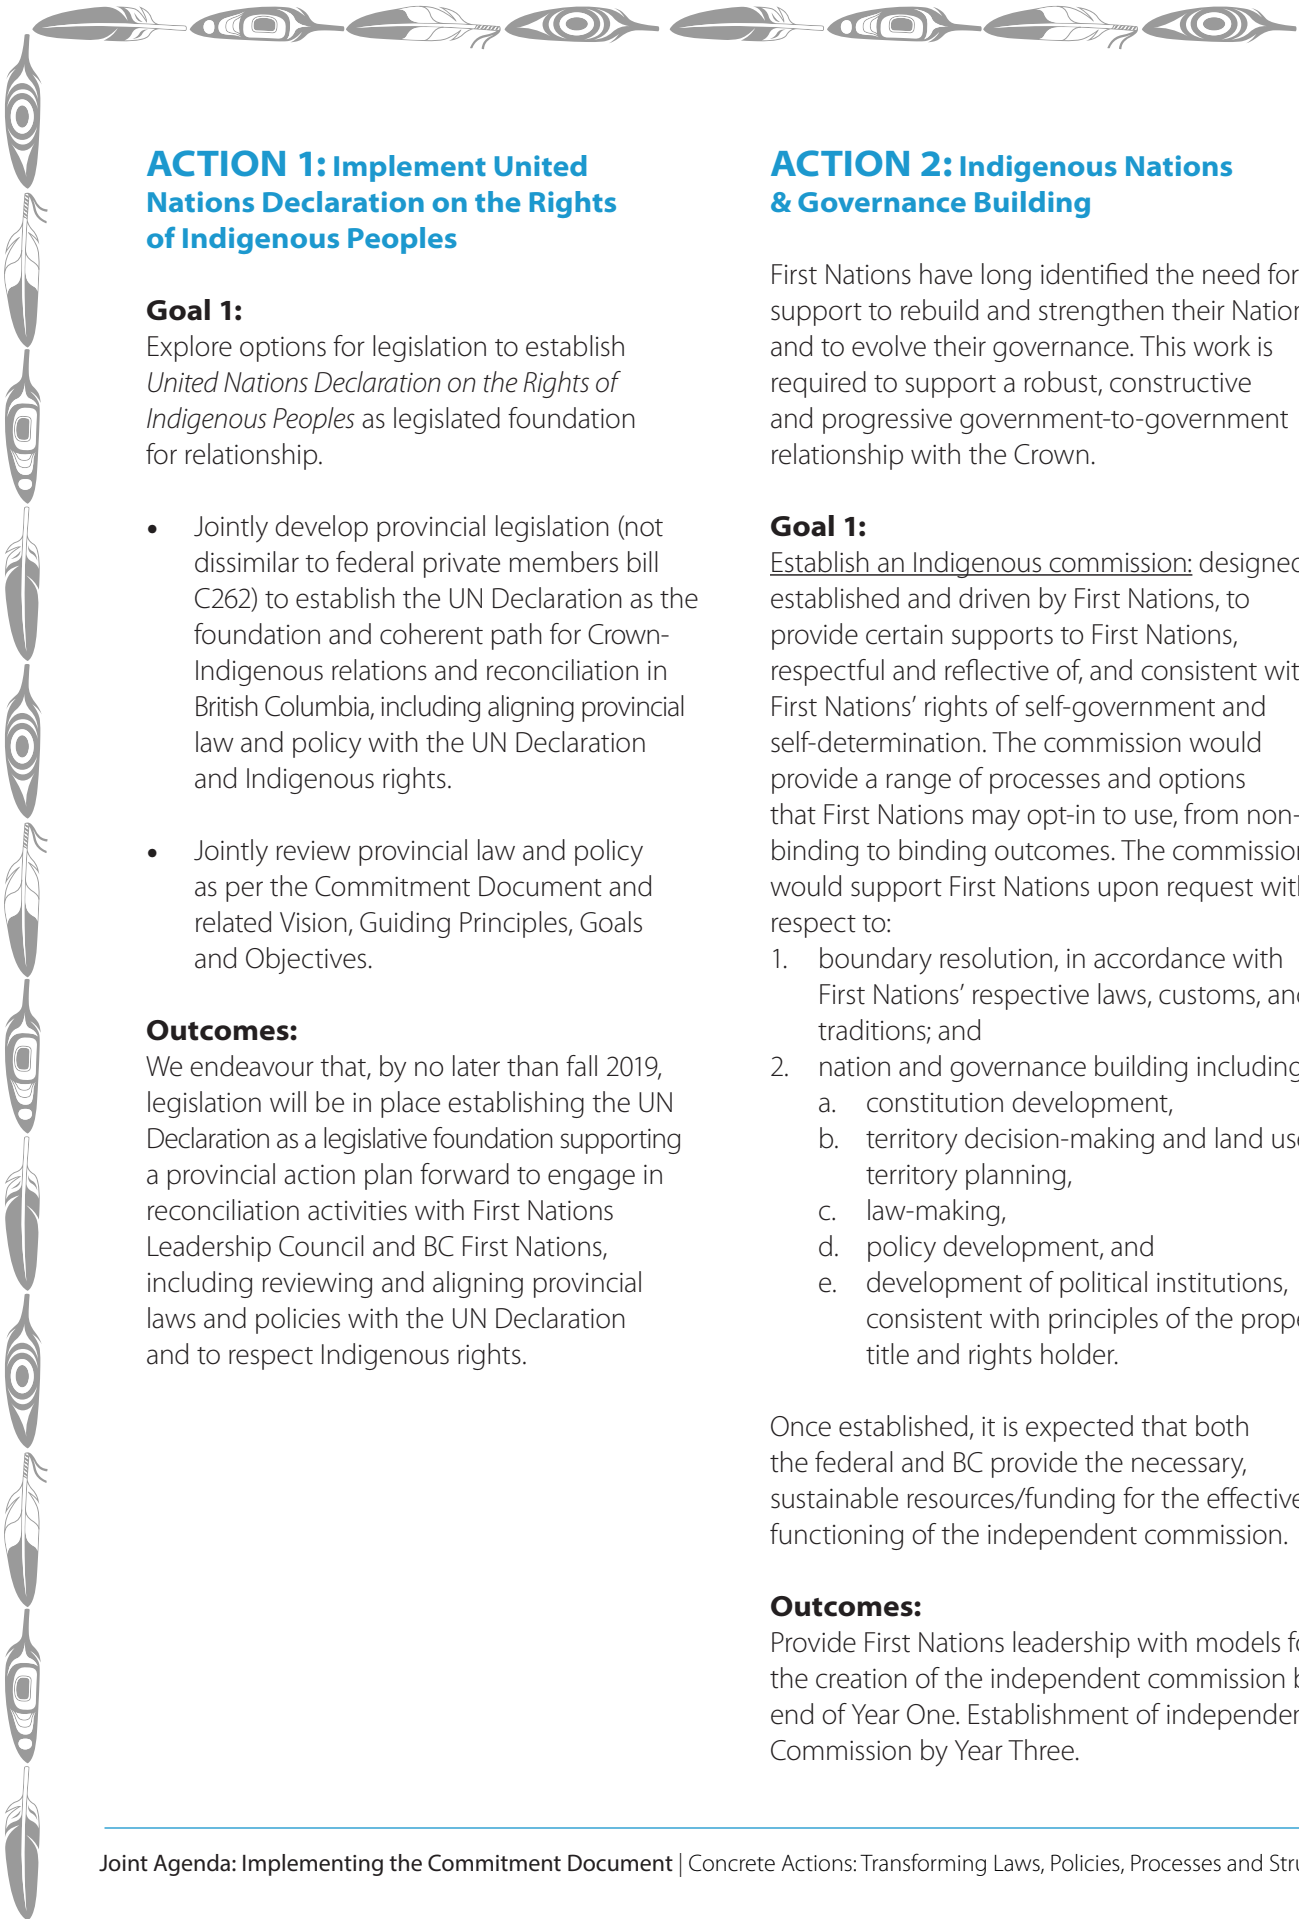 ACTION 1: Implement United
Nations Declaration on the Rights
of Indigenous Peoples
Goal 1:
Explore options for legislation to establish
United Nations Declaration on the Rights of
Indigenous Peoples as legislated foundation
for relationship.
• Jointly develop provincial legislation (not
dissimilar to federal private members bill
C262) to establish the UN Declaration as the
foundation and coherent path for Crown-
Indigenous relations and reconciliation in
British Columbia, including aligning provincial
law and policy with the UN Declaration
and Indigenous rights.
• Jointly review provincial law and policy
as per the Commitment Document and
related Vision, Guiding Principles, Goals
and Objectives.
Outcomes:
We endeavour that, by no later than fall 2019,
legislation will be in place establishing the UN
Declaration as a legislative foundation supporting
a provincial action plan forward to engage in
reconciliation activities with First Nations
Leadership Council and BC First Nations,
including reviewing and aligning provincial
laws and policies with the UN Declaration
and to respect Indigenous rights.
ACTION 2: Indigenous Nations
& Governance Building
First Nations have long identified the need for
support to rebuild and strengthen their
and to evolve their governance. This work is
required to support a robust, constructive
and progressive government-to-government
relationship with the Crown.
Goal 1:
Establish an Indigenous commission:
established and driven by First Nations, to
provide certain supports to First Nations,
respectful and reflective of, and consistent
First Nations' rights of self-government and
self-determination. The commission would
provide a range of processes and options
that First Nations may opt-in to use, from non-
binding to binding outcomes. The
would support First Nations upon request
respect to:
1. boundary resolution, in accordance with
First Nations' respective laws, customs,
traditions; and
2. nation and governance building
a. constitution development,
b. territory decision-making and land
territory planning,
c. law-making,
d. policy development, and
e. development of political institutions,
consistent with principles of the
title and rights holder.
Once established, it is expected that both
the federal and BC provide the necessary,
sustainable resources/funding for the
functioning of the independent commission.
Outcomes:
Provide First Nations leadership with models
the creation of the independent commission
end of Year One. Establishment of
Commission by Year Three.
Joint Agenda: Implementing the Commitment Document | Concrete Actions: Transforming Laws, Policies, Processes and